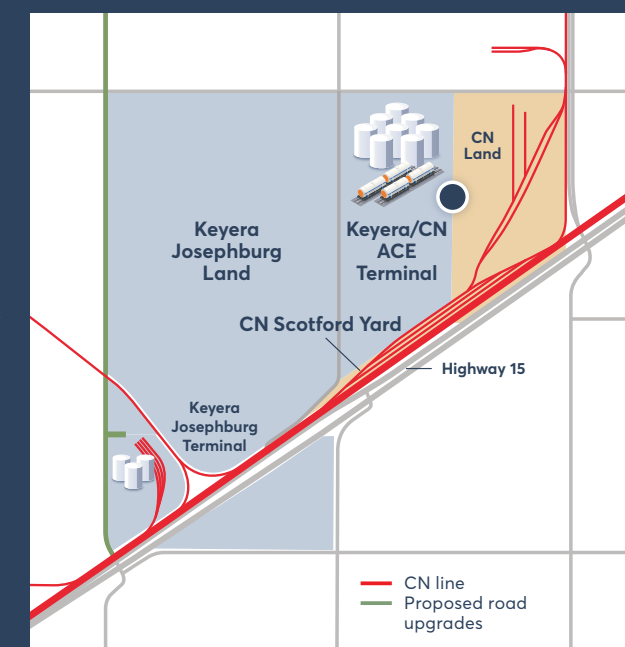 CN
Land
Keyera
Josephburg
Land
Keyera/CN
ACE
Terminal
CN Scotford Yard
Highway 15
Keyera
Josephburg
Terminal
CN line
Proposed road
upgrades